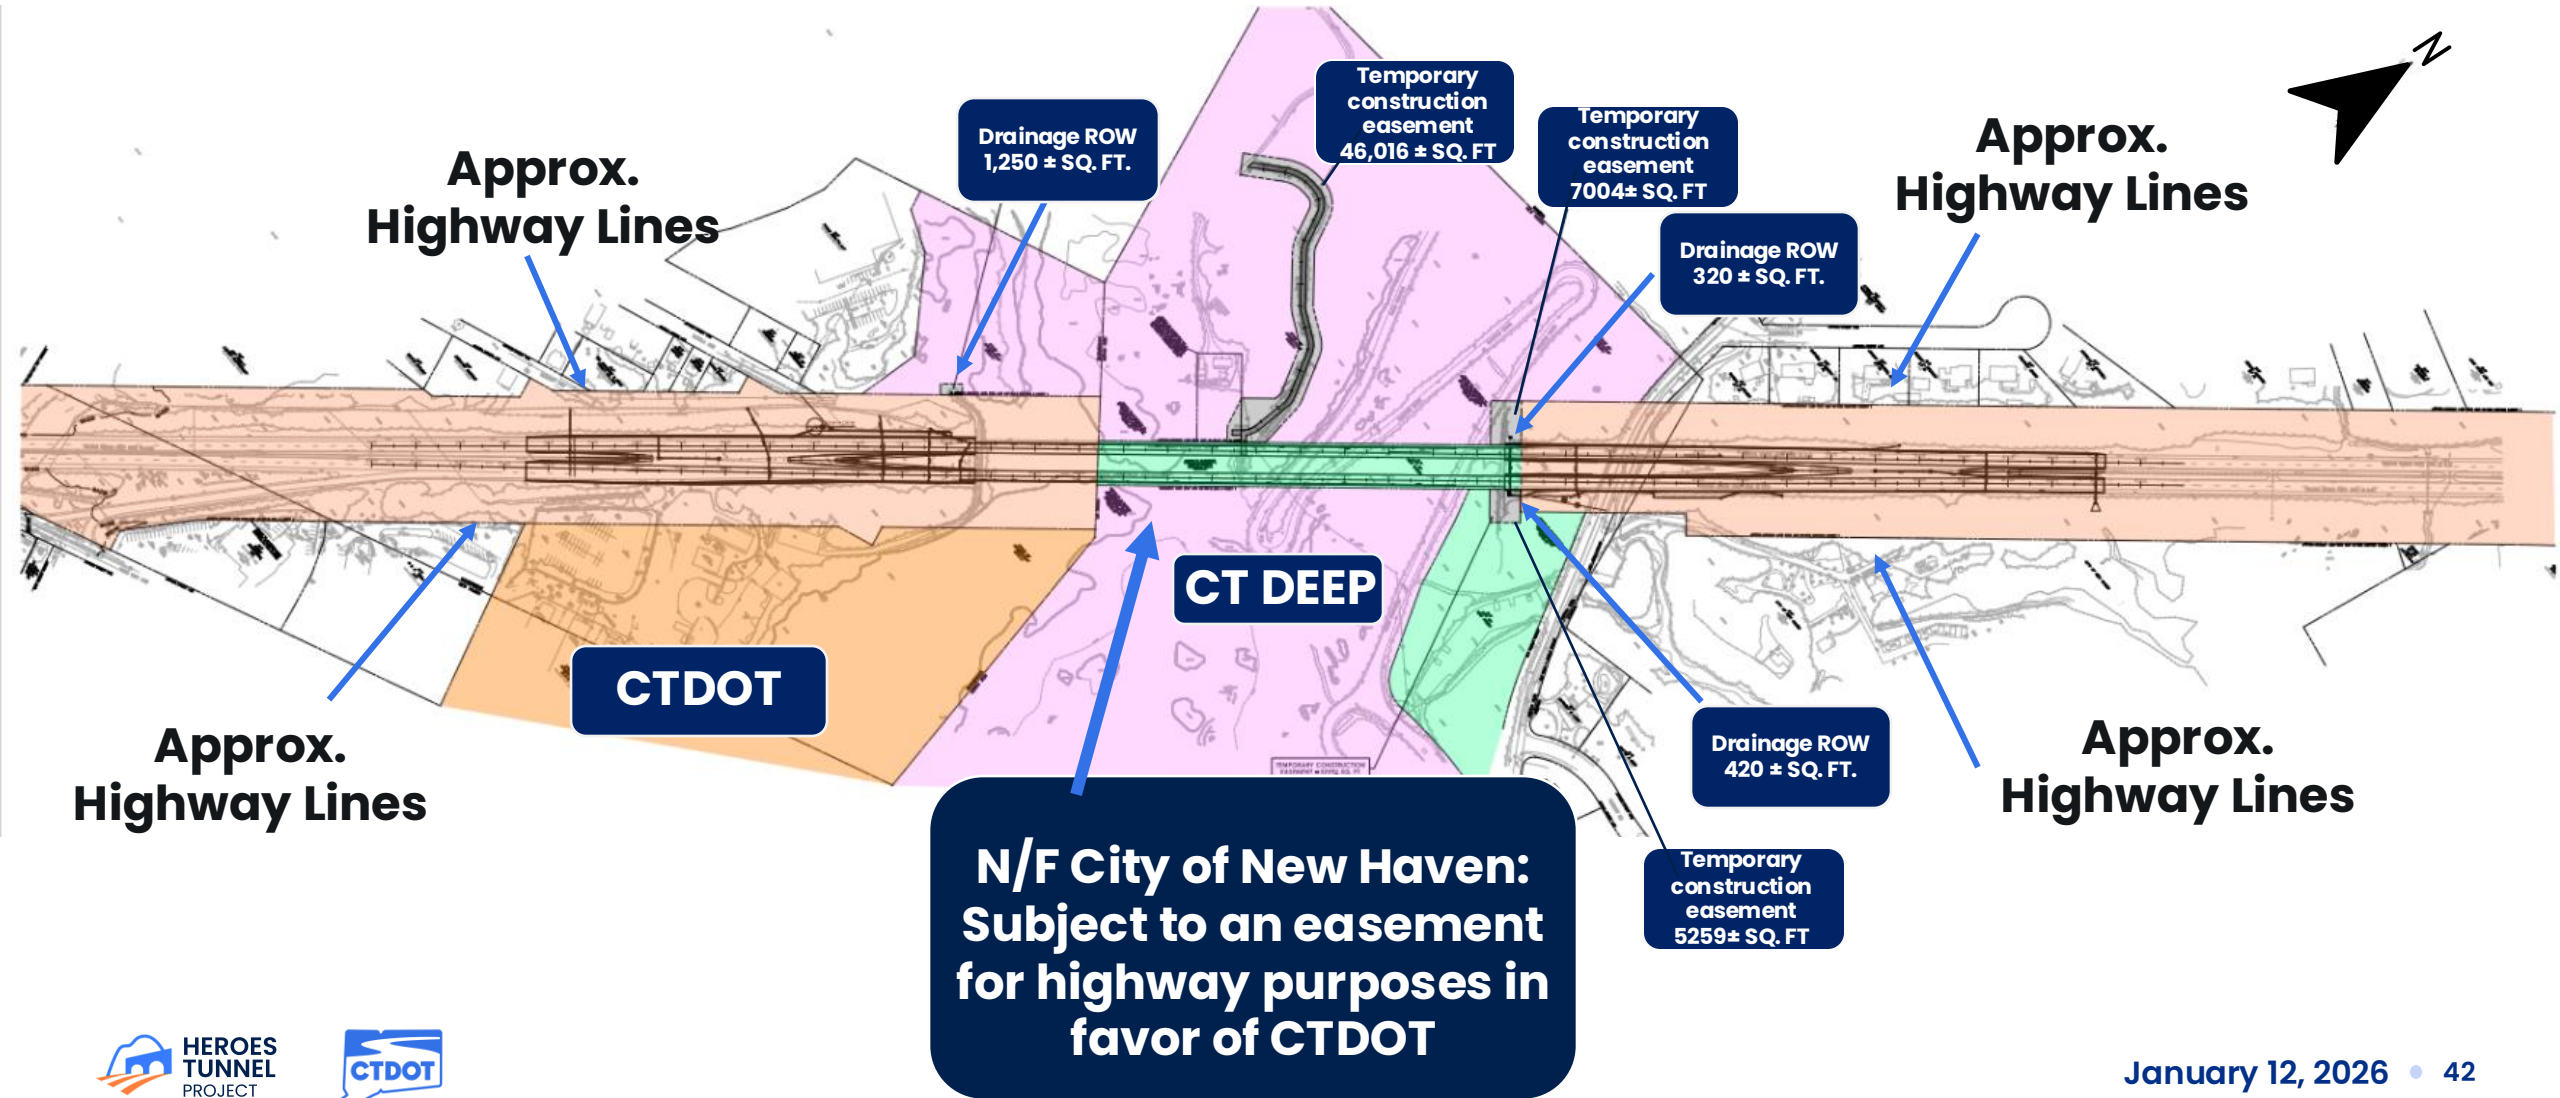 N
Temporary
construction
easement
46,016 ± SQ. FT
Temporary
construction
easement
7004± SQ. FT
Drainage ROW
1,250 ± SQ. FT.
Approx.
Highway Lines
Approx.
Highway Lines
Drainage ROW
320 ± SQ. FT.
CT DEEP
CTDOT
Approx.
Highway Lines
Drainage ROW
420 ± SQ. FT.
Approx.
Highway Lines
TEMPORARY CONSTRUCTION
N/F City of New Haven:
Subject to an easement
for highway purposes in
favor of CTDOT
Temporary
construction
easement
5259± SQ. FT
HEROES
TUNNEL
PROJECT
CTDOT
January 12, 2026 • 42